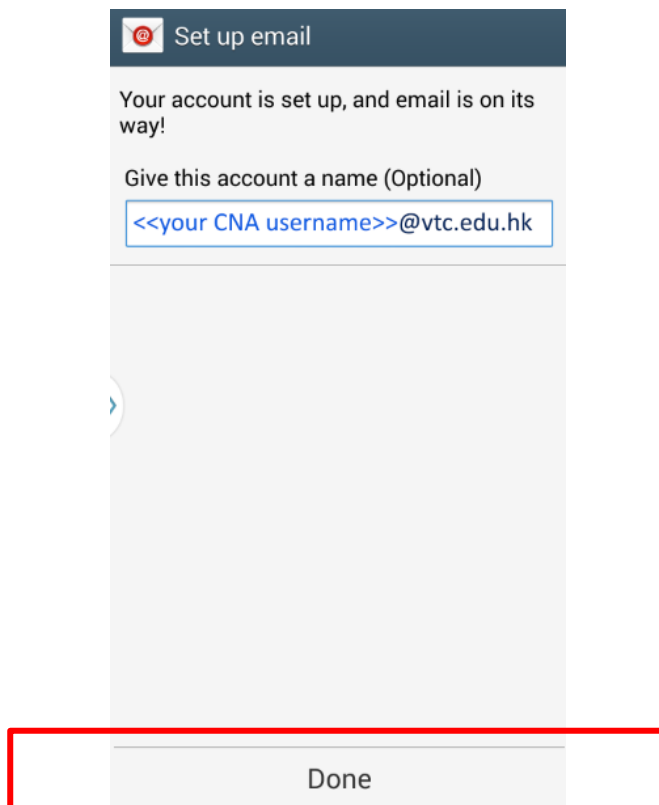 Set up email
Your account is set up, and email is on its
way!
Give this account a name (Optional)
<<your CNA username>>@vtc.edu.hk
Done